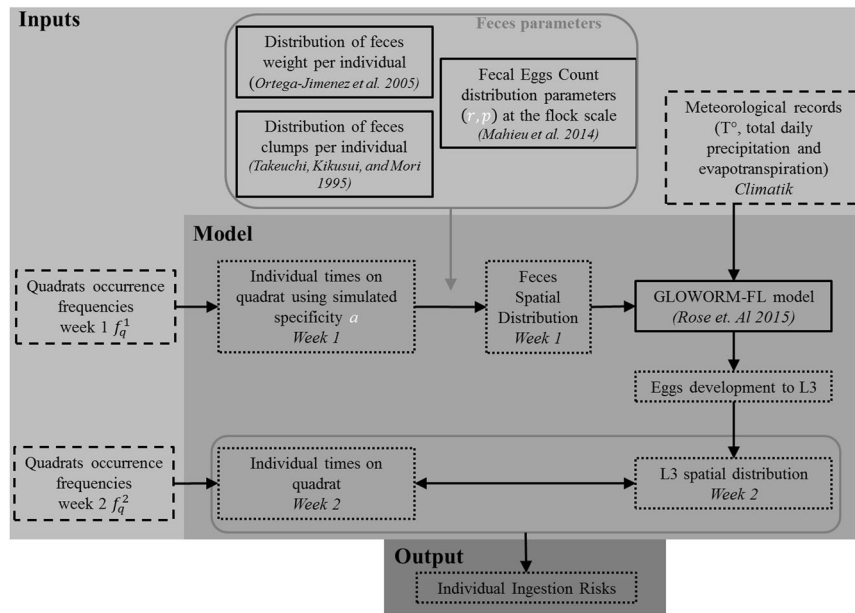 Inputs
Feces parameters
Distribution of feces
weight per individual
(Ortega-Jimenez et al. 2005)
Distribution of feces
clumps per individual
(Takeuchi, Kikusui, and Mori
1995)
Fecal Eggs Count
distribution parameters
(r,p) at the flock scale
(Mahieu et al. 2014)
Meteorological records
(T°, total daily
precipitation and
evapotranspiration)
Climatik
Model
Quadrats occurrence
frequencies
week 1 f_q^1
Individual times on
quadrat using simulated
specificity a
Week 1
Feces
Spatial
Distribution
Week 1
GLOWORM-FL model
(Rose et. Al 2015)
Eggs development to L3
Quadrats occurrence
frequencies
week 2 f_q^2
Individual times on
quadrat
Week 2
L3 spatial distribution
Week 2
Output
Individual Ingestion Risks